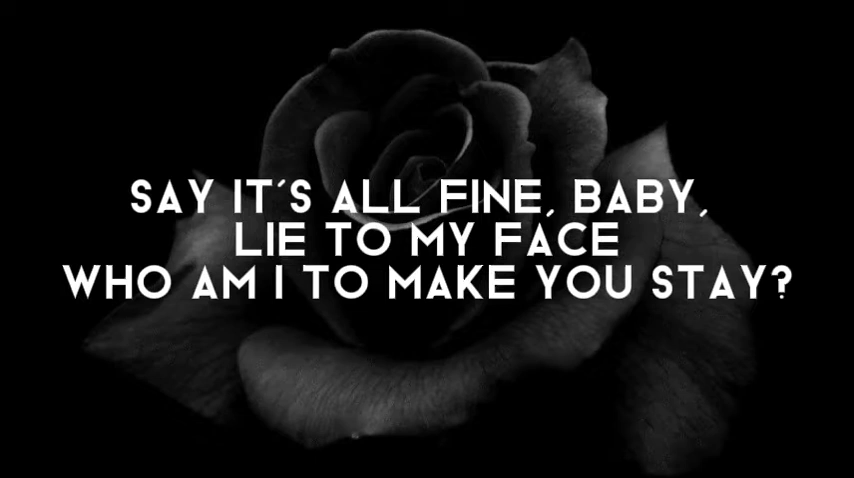 SAY IT'S ALL FINE, BABY,
LIE TO MY FACE
WHO AM I TO MAKE YOU STAY?